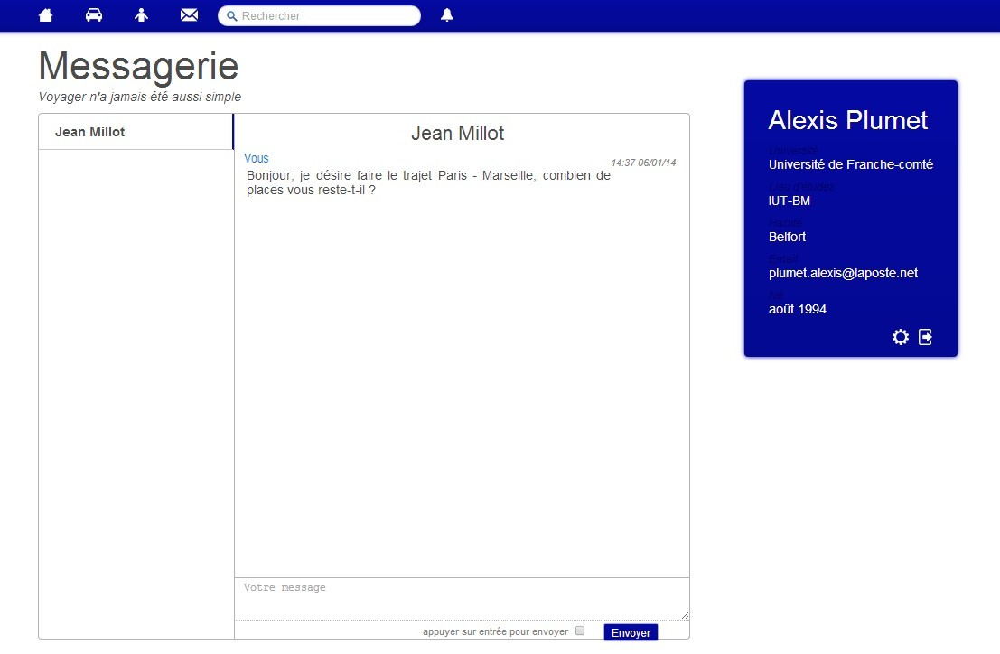 Rechercher
Messagerie
Voyager n'a jamais été aussi simple
Jean Millot
Jean Millot
Vous
14:37 06/01/14
Bonjour, je désire faire le trajet Paris - Marseille, combien de
places vous reste-t-il ?
Votre message
appuyer sur entrée pour envoyer
Envoyer
Alexis Plumet
Université
Université de Franche-comté
Lieu d'études
IUT-BM
Habite
Belfort
Email
plumet.alexis@laposte.net
Né
août 1994